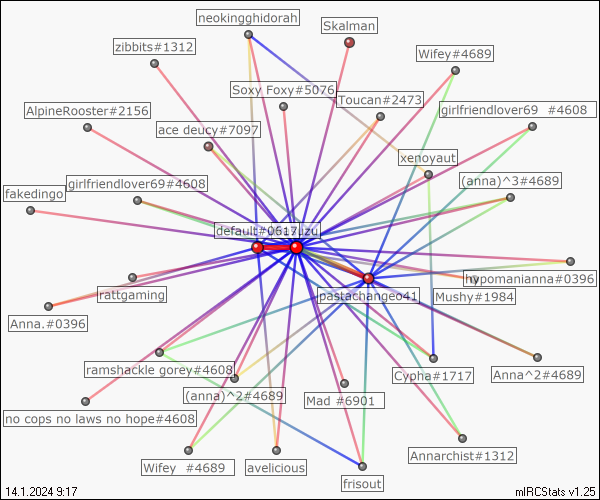 neokingghidorah
Skalman
zibbits#1312
Wifey#4689
Soxy Foxy#5076
Toucan#2473
AlpineRooster#2156
girlfriendlover69 #4608
ace deucy#7097
xenoyaut
girlfriendlover69#4608
(anna)^3#4689
fakedingo
default#0617
uzu
hypomanianna#0396
rattgaming
pastachangeo41
Mushy#1984
Anna.#0396
ramshackle gorey#4608
Cypha#1717
Anna^2#4689
(anna)^2#4689
Mad #6901
no cops no laws no hope#4608
Annarchist#1312
Wifey #4689
avelicious
frisout
14.1.2024 9:17
mIRCStats v1.25